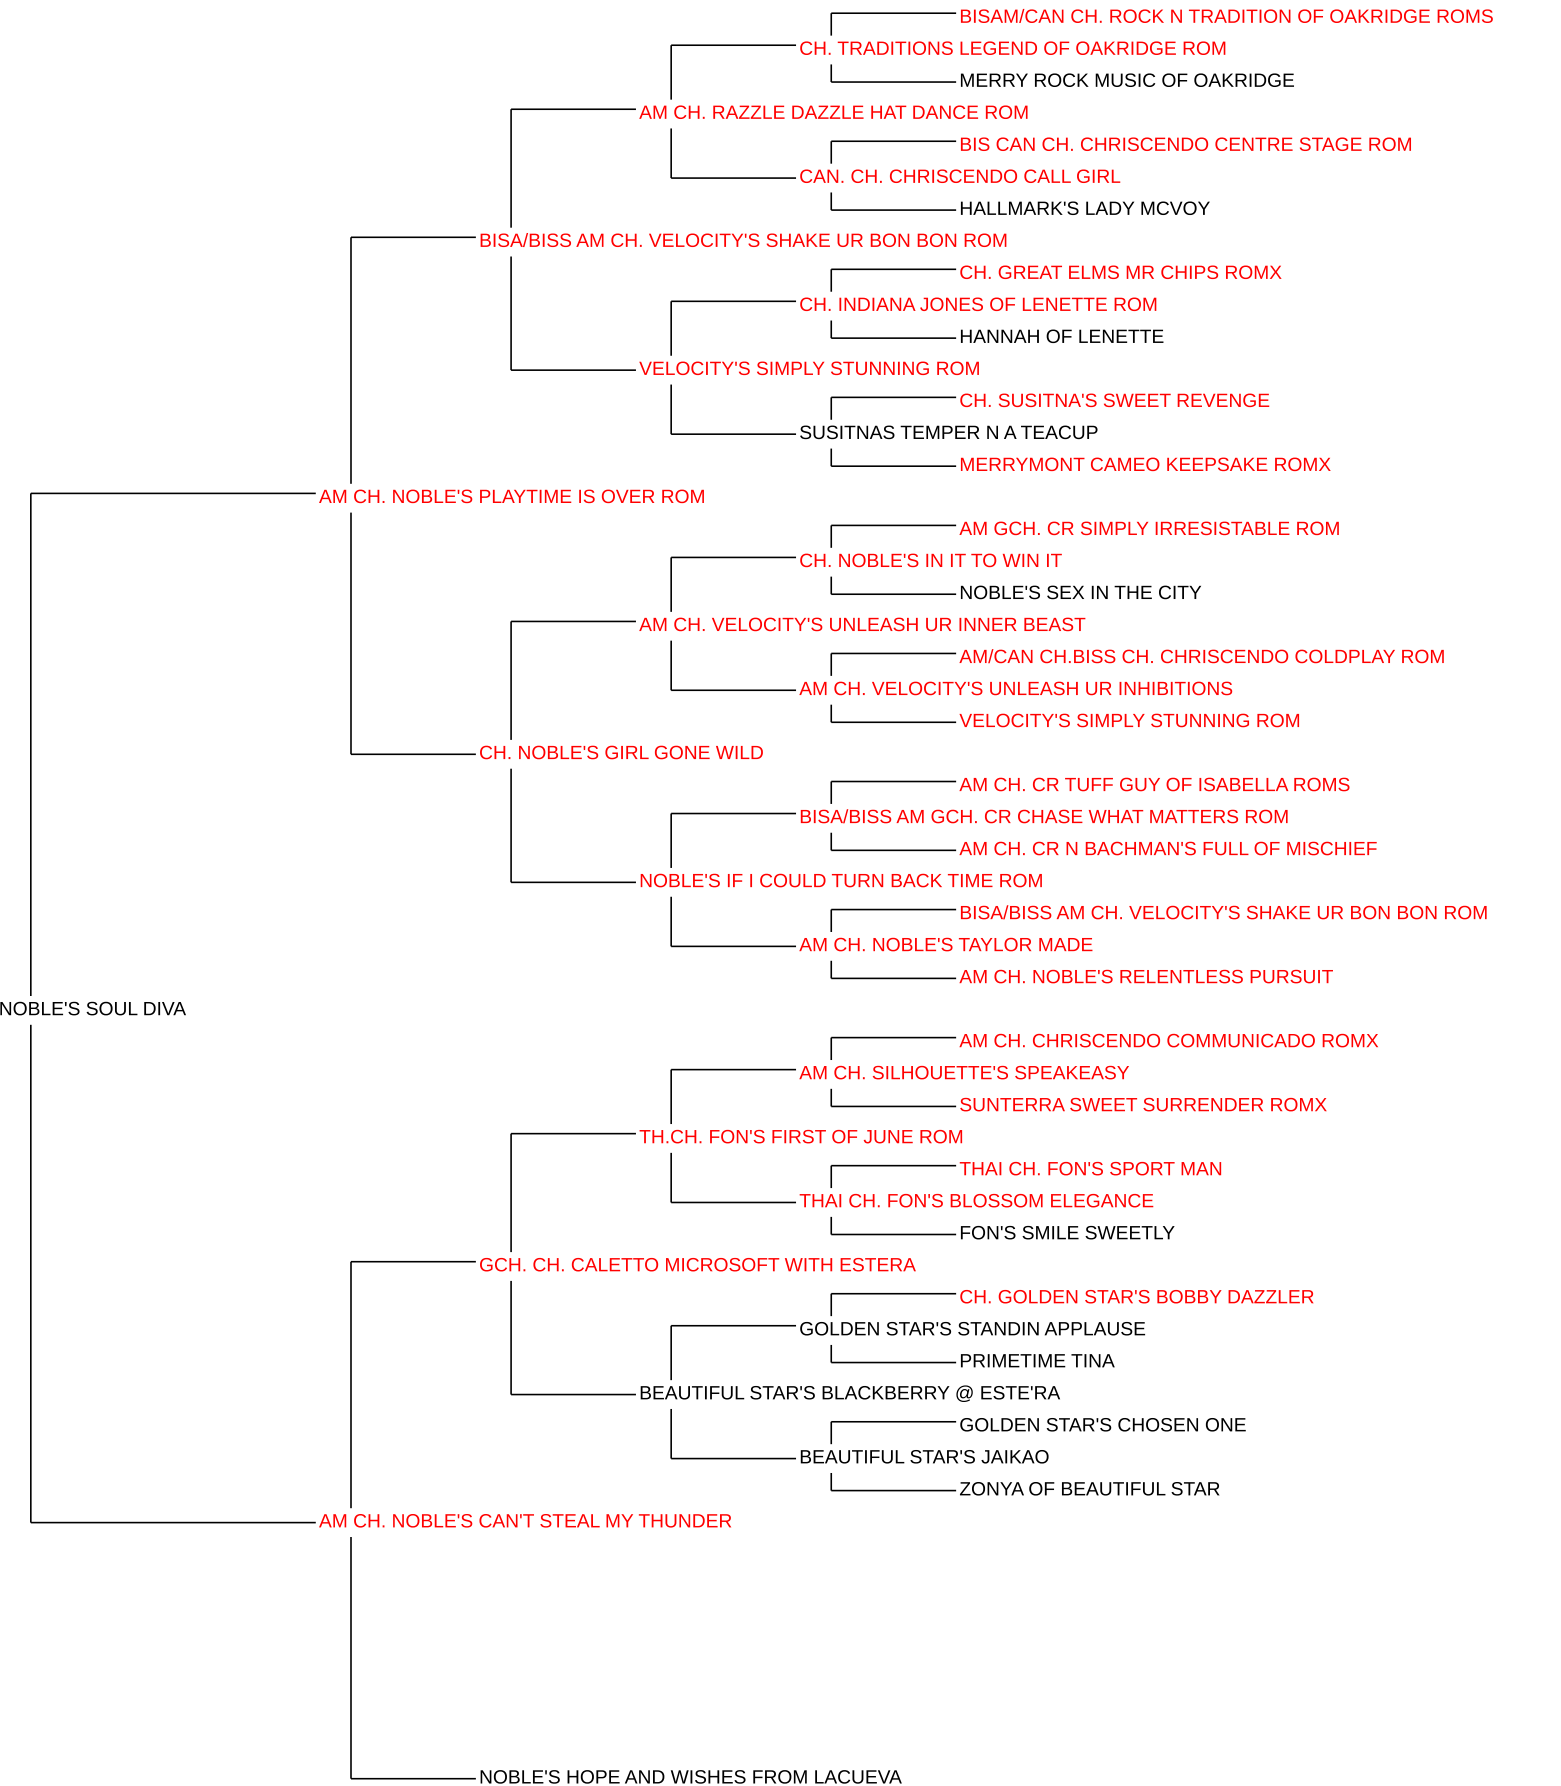 BISAM/CAN CH. ROCK N TRADITION OF OAKRIDGE ROMS
CH. TRADITIONS LEGEND OF OAKRIDGE ROM
MERRY ROCK MUSIC OF OAKRIDGE
AM CH. RAZZLE DAZZLE HAT DANCE ROM
BIS CAN CH. CHRISCENDO CENTRE STAGE ROM
CAN. CH. CHRISCENDO CALL GIRL
HALLMARK'S LADY MCVOY
BISA/BISS AM CH. VELOCITY'S SHAKE UR BON BON ROM
CH. GREAT ELMS MR CHIPS ROMX
CH. INDIANA JONES OF LENETTE ROM
HANNAH OF LENETTE
VELOCITY'S SIMPLY STUNNING ROM
CH. SUSITNA'S SWEET REVENGE
SUSITNAS TEMPER N A TEACUP
MERRYMONT CAMEO KEEPSAKE ROMX
AM CH. NOBLE'S PLAYTIME IS OVER ROM
AM GCH. CR SIMPLY IRRESISTABLE ROM
CH. NOBLE'S IN IT TO WIN IT
NOBLE'S SEX IN THE CITY
AM CH. VELOCITY'S UNLEASH UR INNER BEAST
AM/CAN CH.BISS CH. CHRISCENDO COLDPLAY ROM
AM CH. VELOCITY'S UNLEASH UR INHIBITIONS
VELOCITY'S SIMPLY STUNNING ROM
CH. NOBLE'S GIRL GONE WILD
AM CH. CR TUFF GUY OF ISABELLA ROMS
BISA/BISS AM GCH. CR CHASE WHAT MATTERS ROM
AM CH. CR N BACHMAN'S FULL OF MISCHIEF
NOBLE'S IF I COULD TURN BACK TIME ROM
BISA/BISS AM CH. VELOCITY'S SHAKE UR BON BON ROM
AM CH. NOBLE'S TAYLOR MADE
AM CH. NOBLE'S RELENTLESS PURSUIT
NOBLE'S SOUL DIVA
AM CH. CHRISCENDO COMMUNICADO ROMX
AM CH. SILHOUETTE'S SPEAKEASY
SUNTERRA SWEET SURRENDER ROMX
TH.CH. FON'S FIRST OF JUNE ROM
THAI CH. FON'S SPORT MAN
THAI CH. FON'S BLOSSOM ELEGANCE
FON'S SMILE SWEETLY
GCH. CH. CALETTO MICROSOFT WITH ESTERA
CH. GOLDEN STAR'S BOBBY DAZZLER
GOLDEN STAR'S STANDIN APPLAUSE
PRIMETIME TINA
BEAUTIFUL STAR'S BLACKBERRY @ ESTE'RA
GOLDEN STAR'S CHOSEN ONE
BEAUTIFUL STAR'S JAIKAO
ZONYA OF BEAUTIFUL STAR
AM CH. NOBLE'S CAN'T STEAL MY THUNDER
NOBLE'S HOPE AND WISHES FROM LACUEVA